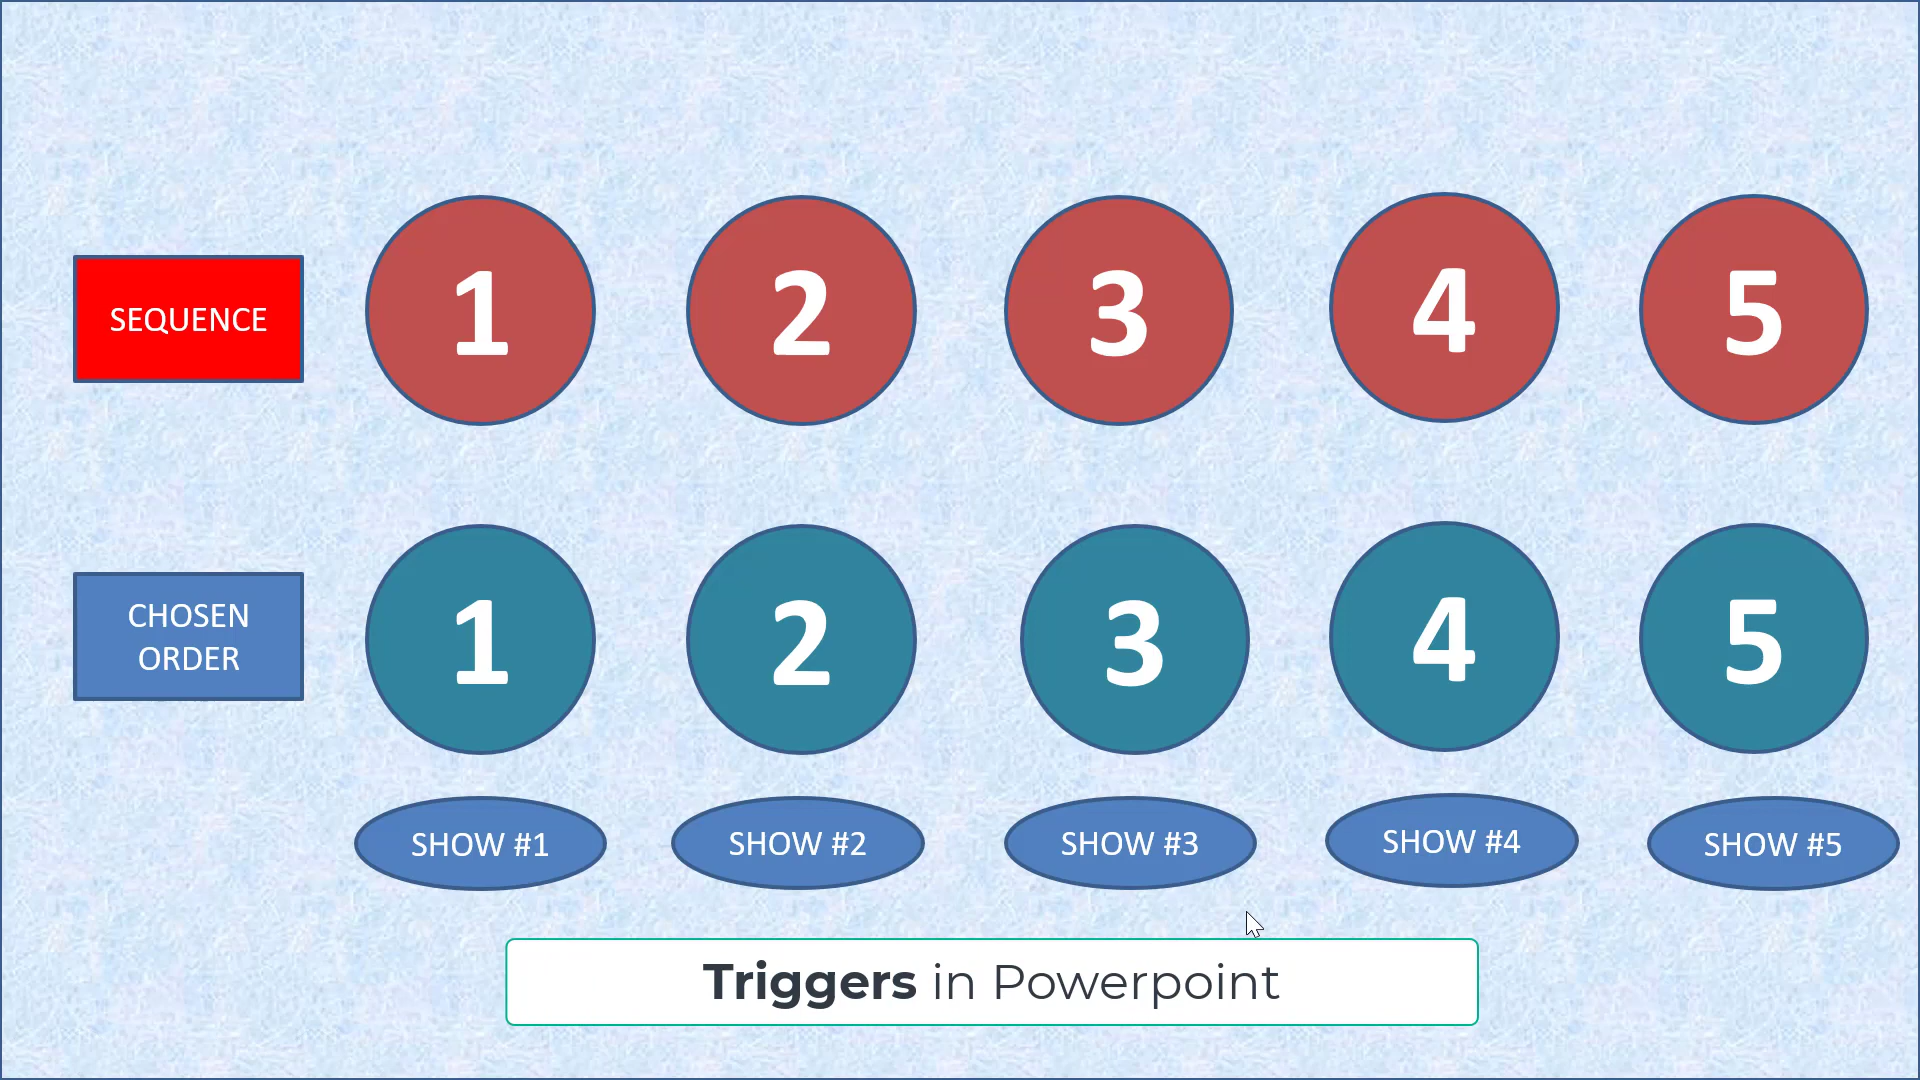 SEQUENCE
1
2
3
4
5
CHOSEN
ORDER
1
2
3
4
5
SHOW #1
SHOW #2
SHOW #3
SHOW #4
SHOW #5
Triggers in Powerpoint